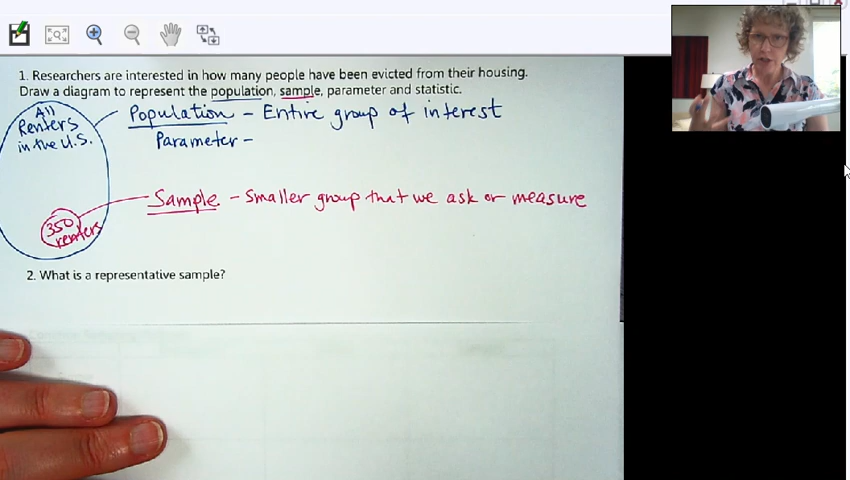 1. Researchers are interested in how many people have been evicted from their housing.
Draw a diagram to represent the population, sample, parameter and statistic.
All
Renters
in the U.S.
Population - Entire group of interest
Parameter -
Sample - Smaller group that we ask or measure
350
renters
2. What is a representative sample?